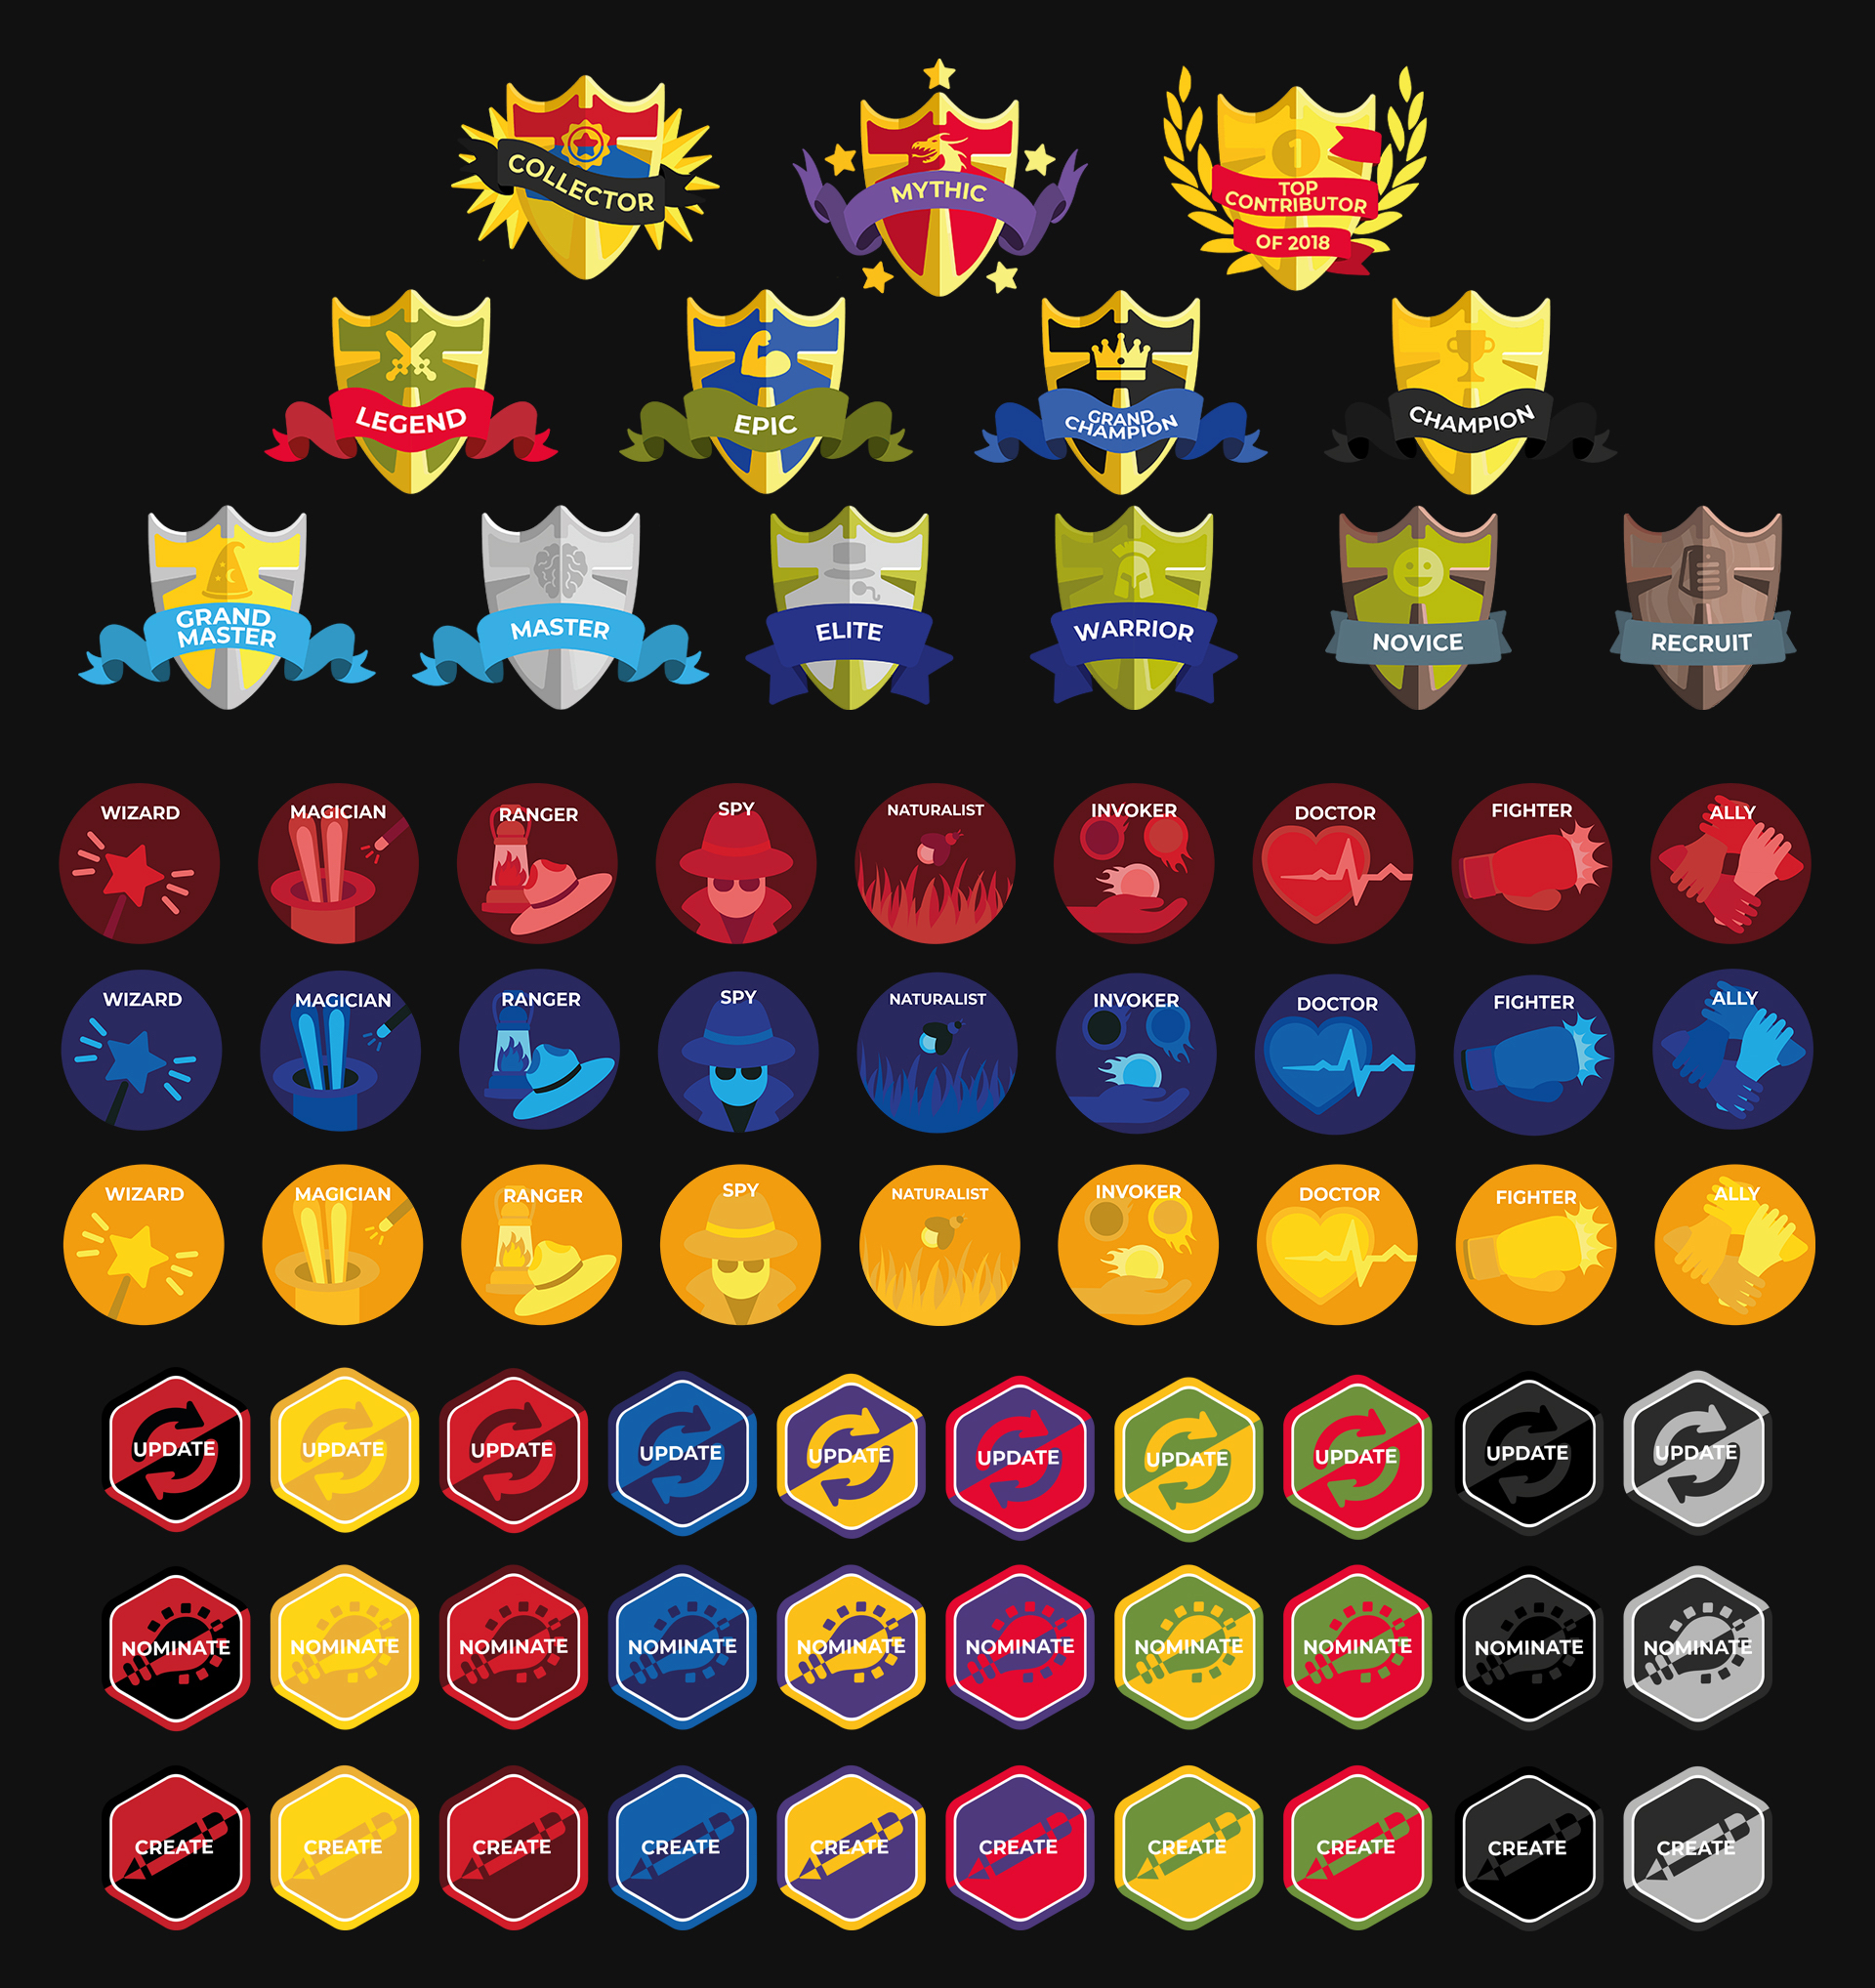 COLLECTOR
MYTHIC
1
TOP
CONTRIBUTOR
OF 2018
LEGEND
EPIC
GRAND
CHAMPION
CHAMPION
GRAND
MASTER
MASTER
ELITE
WARRIOR
NOVICE
RECRUIT
WIZARD
MAGICIAN
RANGER
SPY
NATURALIST
INVOKER
DOCTOR
FIGHTER
ALLY
WIZARD
MAGICIAN
RANGER
SPY
NATURALIST
INVOKER
DOCTOR
FIGHTER
ALLY
WIZARD
MAGICIAN
RANGER
SPY
NATURALIST
INVOKER
DOCTOR
FIGHTER
ALLY
UPDATE
UPDATE
UPDATE
UPDATE
UPDATE
UPDATE
UPDATE
UPDATE
UPDATE
UPDATE
NOMINATE
NOMINATE
NOMINATE
NOMINATE
NOMINATE
NOMINATE
NOMINATE
NOMINATE
NOMINATE
NOMINATE
CREATE
CREATE
CREATE
CREATE
CREATE
CREATE
CREATE
CREATE
CREATE
CREATE